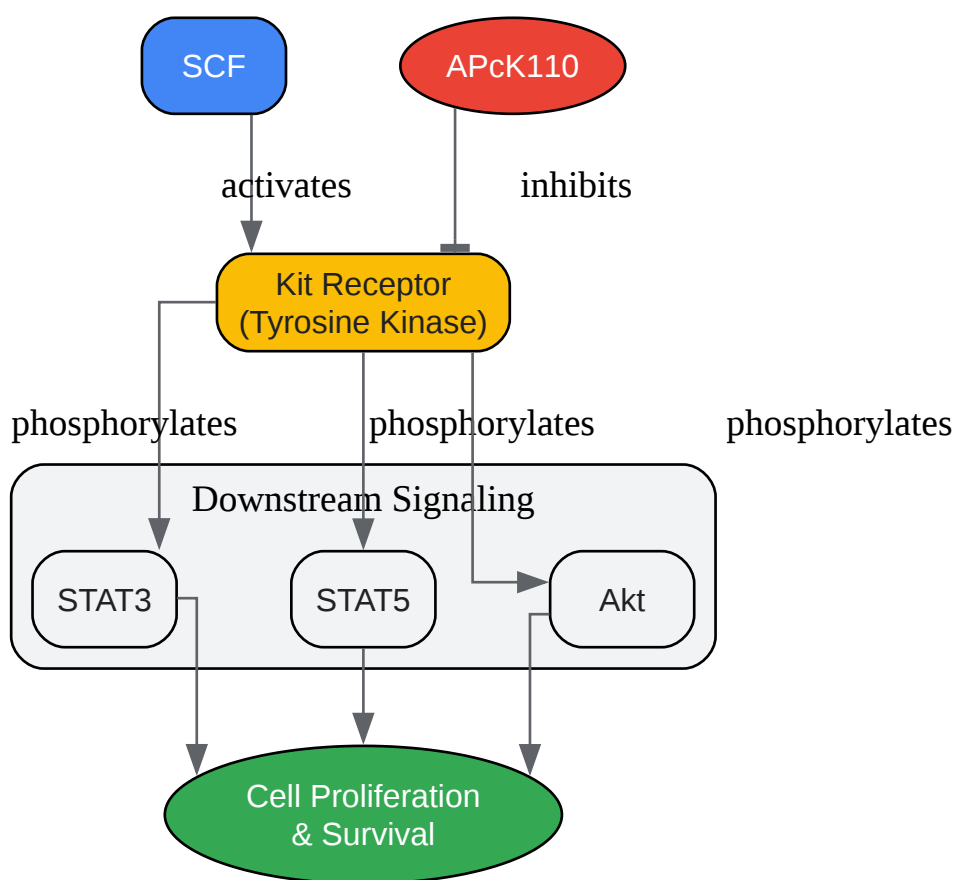 SCF
APcK110
activates
inhibits
Kit Receptor
(Tyrosine Kinase)
phosphorylates
phosphorylates
phosphorylates
Downstream Signaling
STAT3
STAT5
Akt
Cell Proliferation
& Survival